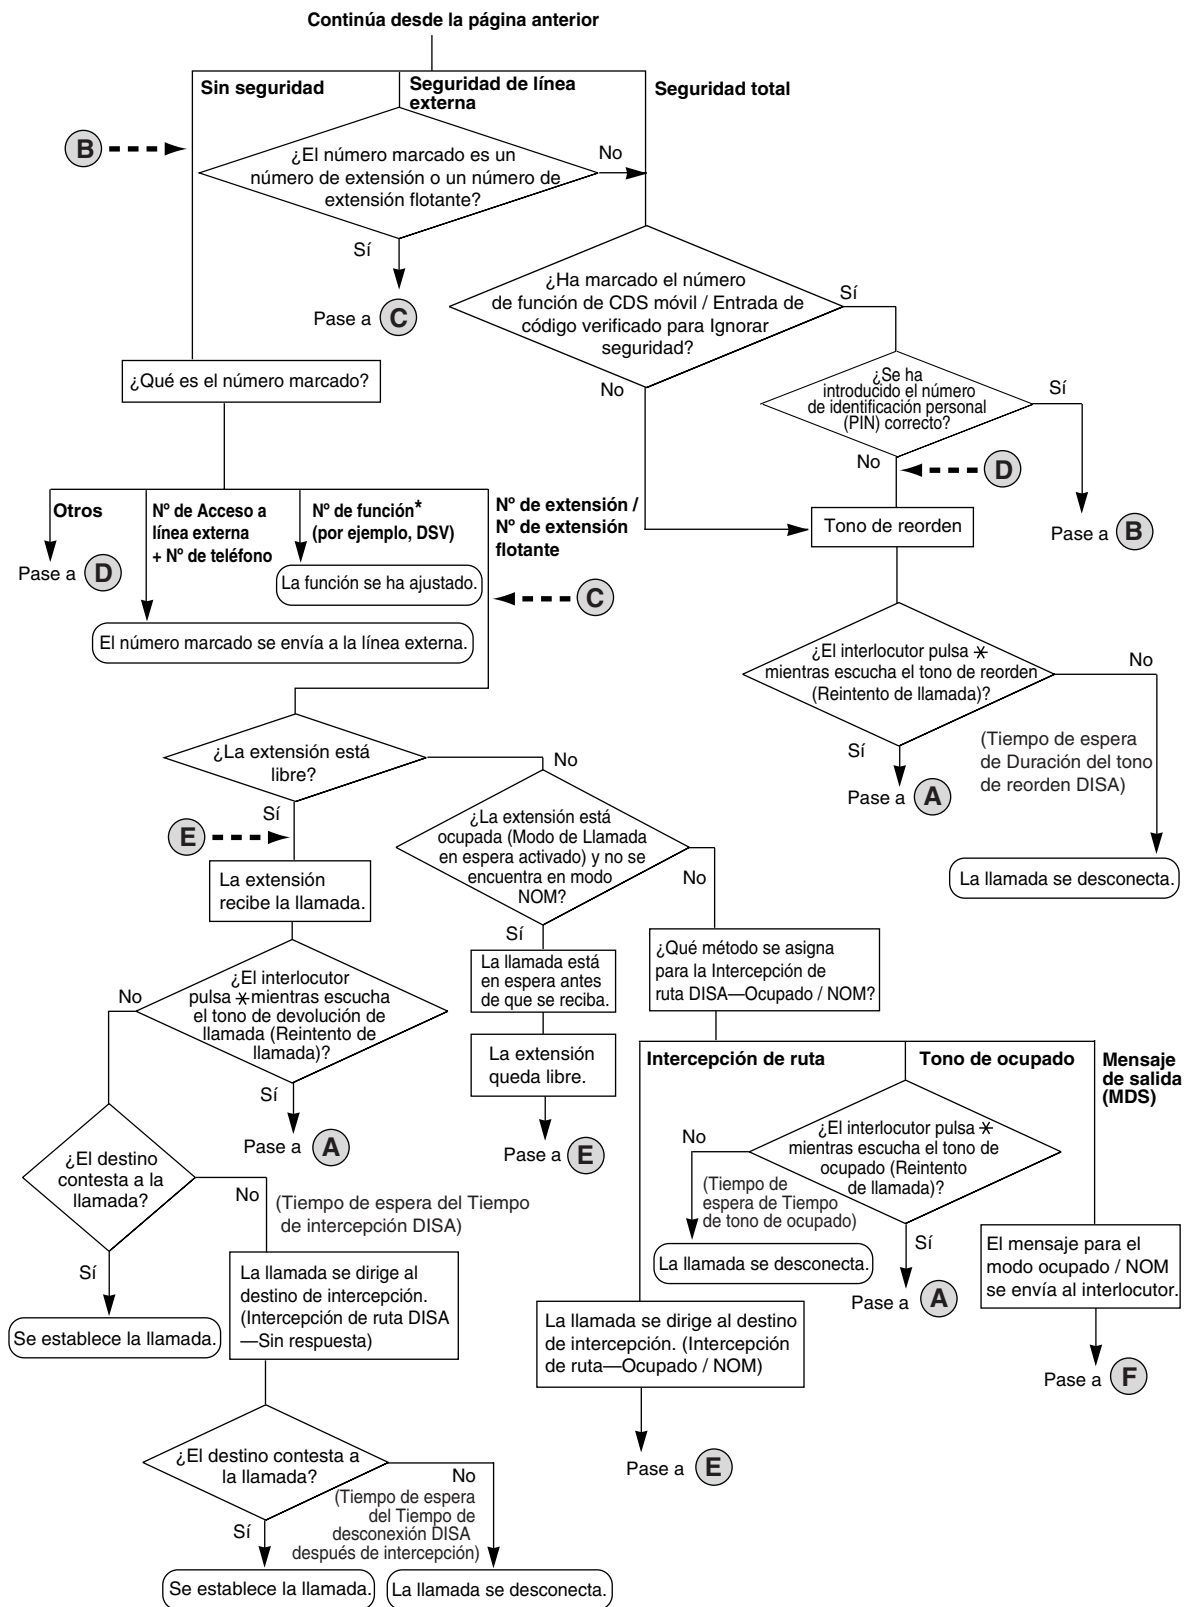 Continúa desde la página anterior
Sin seguridad
Seguridad de línea
externa
Seguridad total
B
¿El número marcado es un
número de extensión o un número de
extensión flotante?
No
Sí
Pase a C
¿Ha marcado el número
de función de CDS móvil / Entrada de
código verificado para Ignorar
seguridad?
Sí
No
¿Qué es el número marcado?
¿Se ha
introducido el número
de identificación personal
(PIN) correcto?
Sí
No
D
Pase a B
Otros
Pase a D
Nº de Acceso a
línea externa
+ Nº de teléfono
Nº de función*
(por ejemplo, DSV)
Nº de extensión /
Nº de extensión
flotante
La función se ha ajustado.
C
El número marcado se envía a la línea externa.
Tono de reorden
¿El interlocutor pulsa *
mientras escucha el tono de reorden
(Reintento de llamada)?
No
Sí
Pase a A
(Tiempo de espera
de Duración del tono
de reorden DISA)
La llamada se desconecta.
¿La extensión está
libre?
No
Sí
E
La extensión
recibe la llamada.
¿La extensión está
ocupada (Modo de Llamada
en espera activado) y no se
encuentra en modo
NOM?
No
Sí
La llamada está
en espera antes
de que se reciba.
La extensión
queda libre.
Pase a E
¿Qué método se asigna
para la Intercepción de
ruta DISA—Ocupado / NOM?
¿El interlocutor
pulsa * mientras escucha
el tono de devolución de
llamada (Reintento de
llamada)?
No
Sí
Pase a A
Intercepción de ruta
Tono de ocupado
Mensaje
de salida
(MDS)
¿El interlocutor pulsa *
mientras escucha el tono de
ocupado (Reintento
de llamada)?
No
(Tiempo de
espera de Tiempo
de tono de ocupado)
La llamada se desconecta.
Sí
Pase a A
El mensaje para el
modo ocupado / NOM
se envía al interlocutor.
Pase a F
¿El destino
contesta a la
llamada?
No
(Tiempo de espera del Tiempo
de intercepción DISA)
Sí
Se establece la llamada.
La llamada se dirige al
destino de intercepción.
(Intercepción de ruta DISA
—Sin respuesta)
La llamada se dirige al destino
de intercepción. (Intercepción
de ruta—Ocupado / NOM)
Pase a E
¿El destino contesta a
la llamada?
No
(Tiempo de espera
del Tiempo de
desconexión DISA
después de intercepción)
Sí
Se establece la llamada.
La llamada se desconecta.